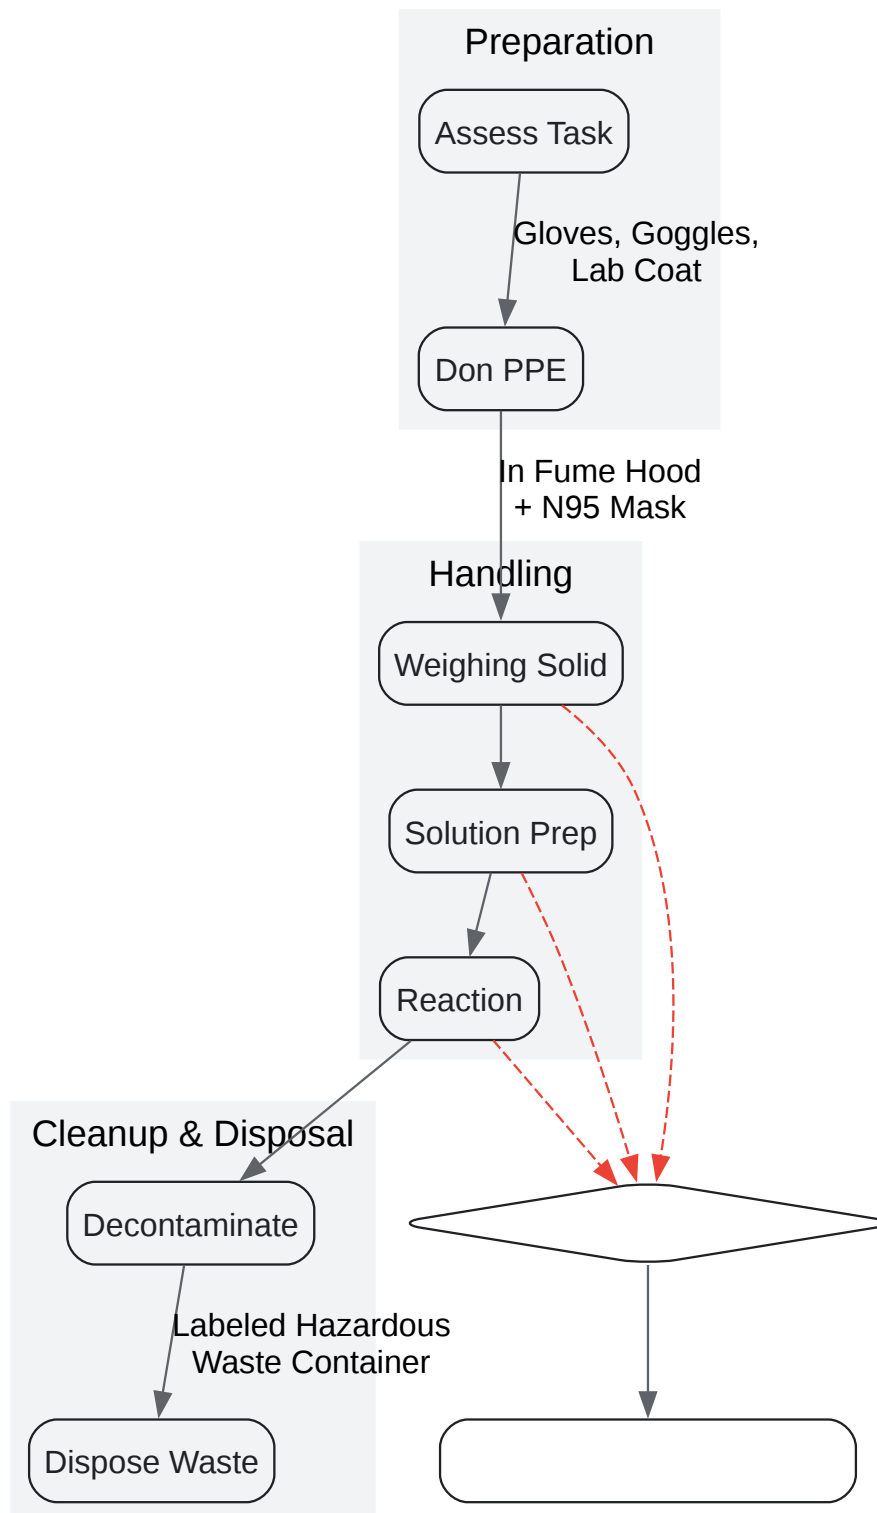 Preparation
Assess Task
Gloves, Goggles,
Lab Coat
Don PPE
In Fume Hood
+ N95 Mask
Handling
Weighing Solid
Solution Prep
Reaction
Cleanup & Disposal
Decontaminate
Labeled Hazardous
Waste Container
Dispose Waste